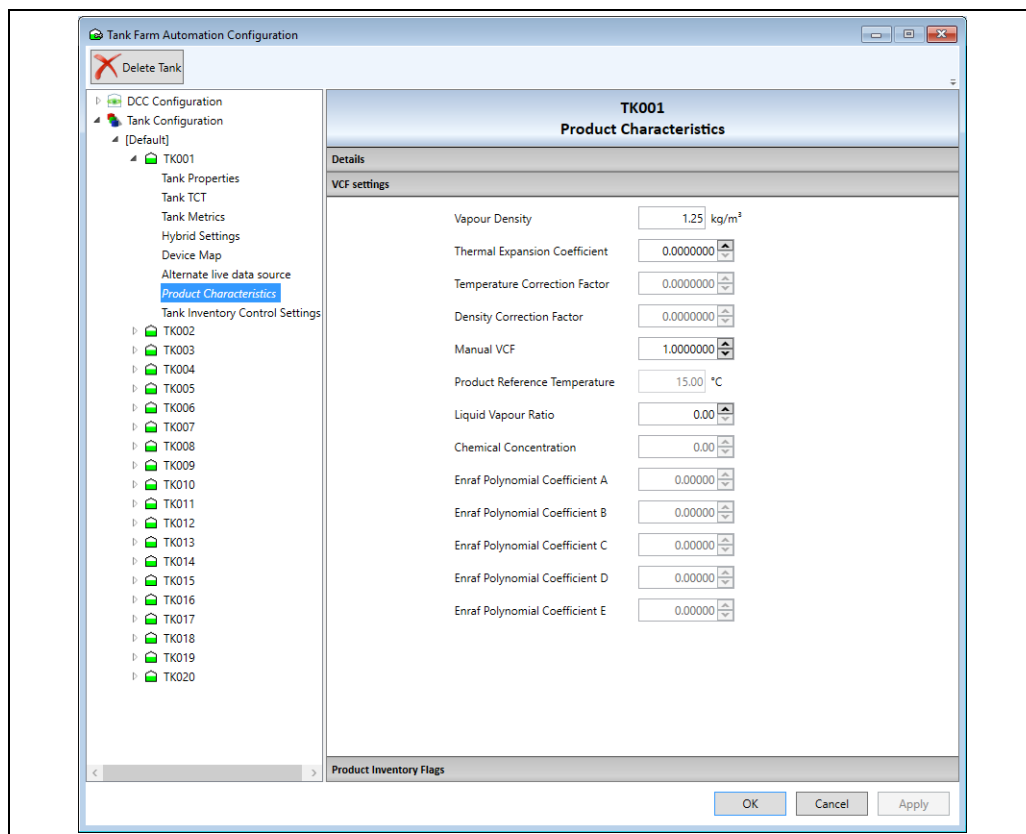 Tank Farm Automation Configuration
Delete Tank
DCC Configuration
Tank Configuration
[Default]
TK001
Tank Properties
Tank TCT
Tank Metrics
Hybrid Settings
Device Map
Alternate live data source
Product Characteristics
Tank Inventory Control Settings
TK002
TK003
TK004
TK005
TK006
TK007
TK008
TK009
TK010
TK011
TK012
TK013
TK014
TK015
TK016
TK017
TK018
TK019
TK020
TK001
Product Characteristics
Details
VCF settings
Vapour Density 1.25 kg/m³
Thermal Expansion Coefficient 0.0000000
Temperature Correction Factor 0.0000000
Density Correction Factor 0.0000000
Manual VCF 1.0000000
Product Reference Temperature 15.00 °C
Liquid Vapour Ratio 0.00
Chemical Concentration 0.00
Enraf Polynomial Coefficient A 0.00000
Enraf Polynomial Coefficient B 0.00000
Enraf Polynomial Coefficient C 0.00000
Enraf Polynomial Coefficient D 0.00000
Enraf Polynomial Coefficient E 0.00000
Product Inventory Flags
OK Cancel Apply